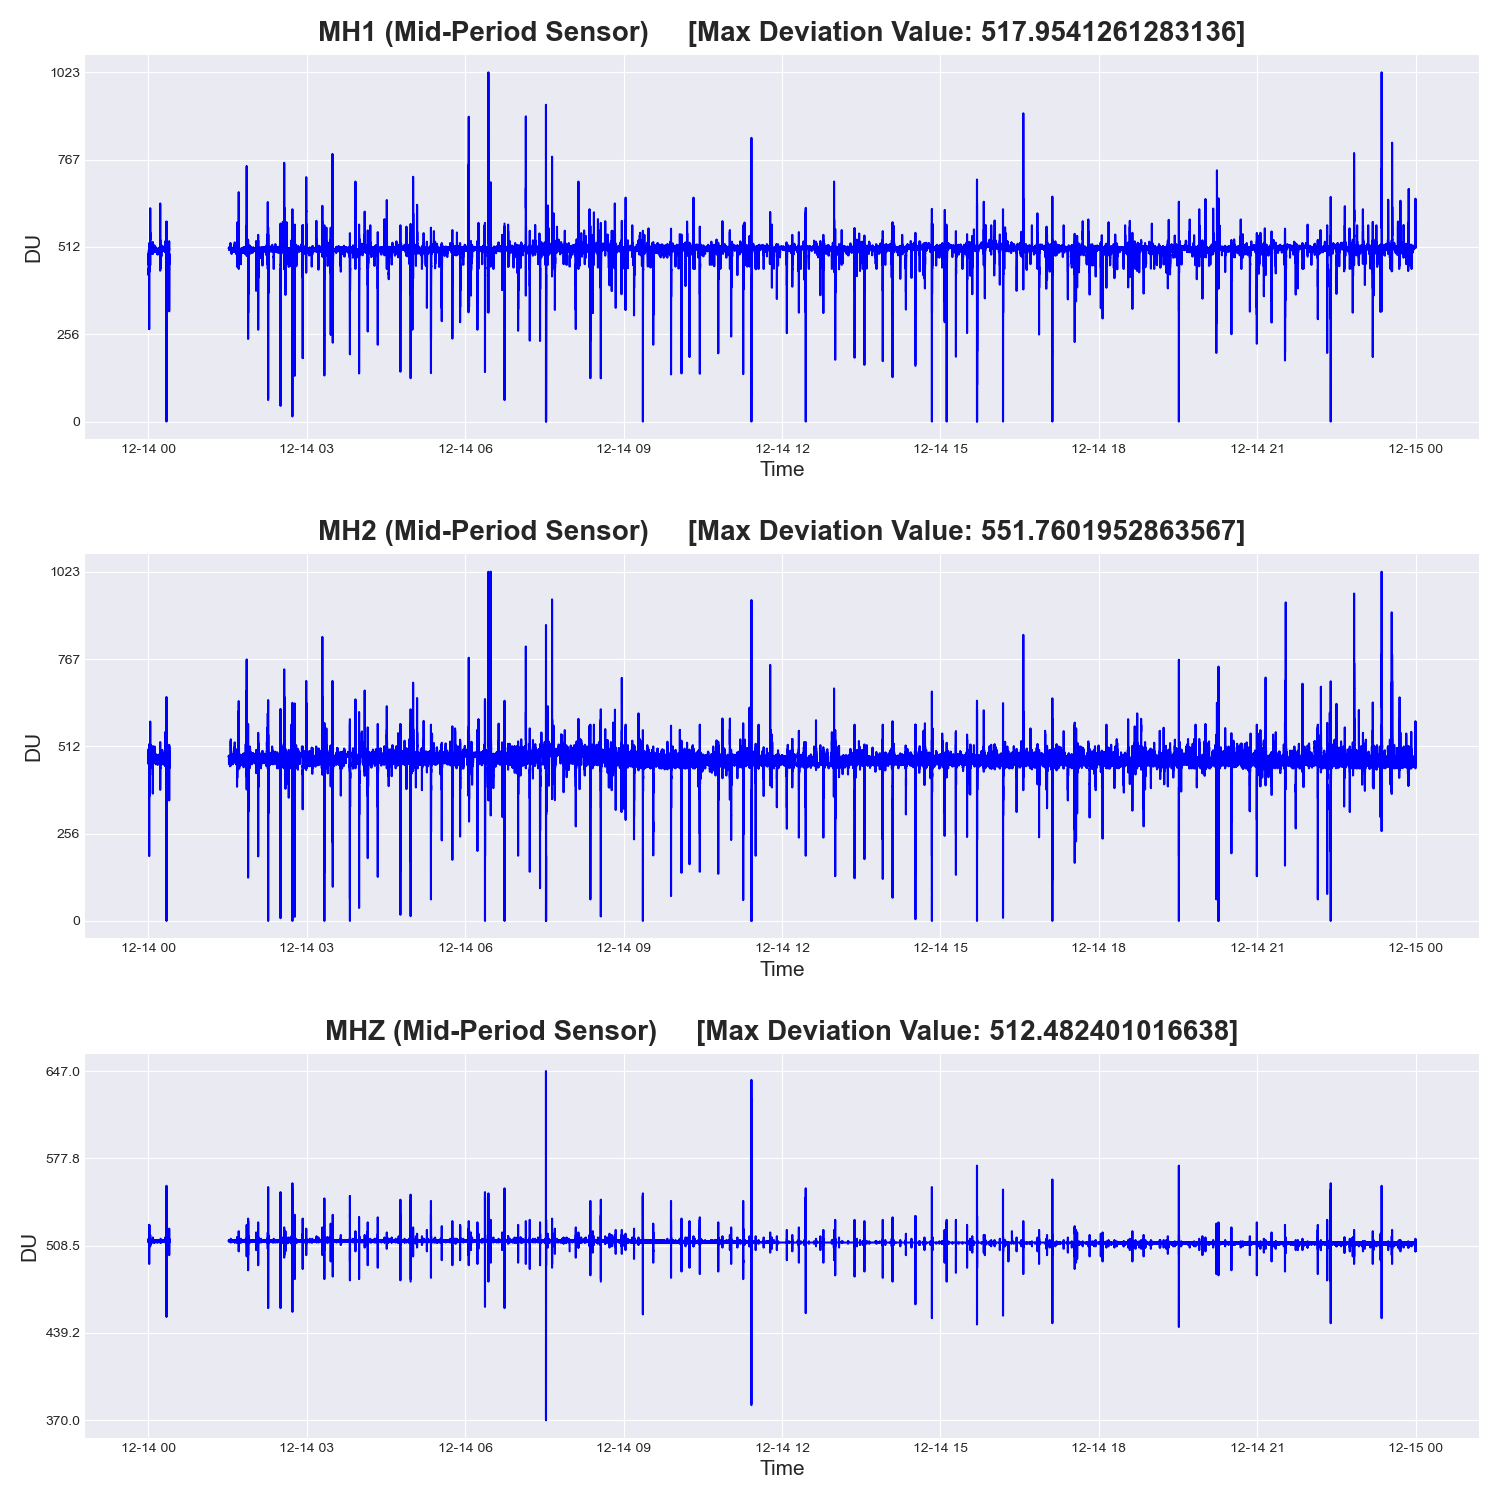 MH1 (Mid-Period Sensor) [Max Deviation Value: 517.9541261283136]
1023
767
512
256
0
DU
12-14 00 12-14 03 12-14 06 12-14 09 12-14 12 12-14 15 12-14 18 12-14 21 12-15 00
Time
MH2 (Mid-Period Sensor) [Max Deviation Value: 551.7601952863567]
1023
767
512
256
0
DU
12-14 00 12-14 03 12-14 06 12-14 09 12-14 12 12-14 15 12-14 18 12-14 21 12-15 00
Time
MHZ (Mid-Period Sensor) [Max Deviation Value: 512.482401016638]
647.0
577.8
508.5
439.2
370.0
DU
12-14 00 12-14 03 12-14 06 12-14 09 12-14 12 12-14 15 12-14 18 12-14 21 12-15 00
Time